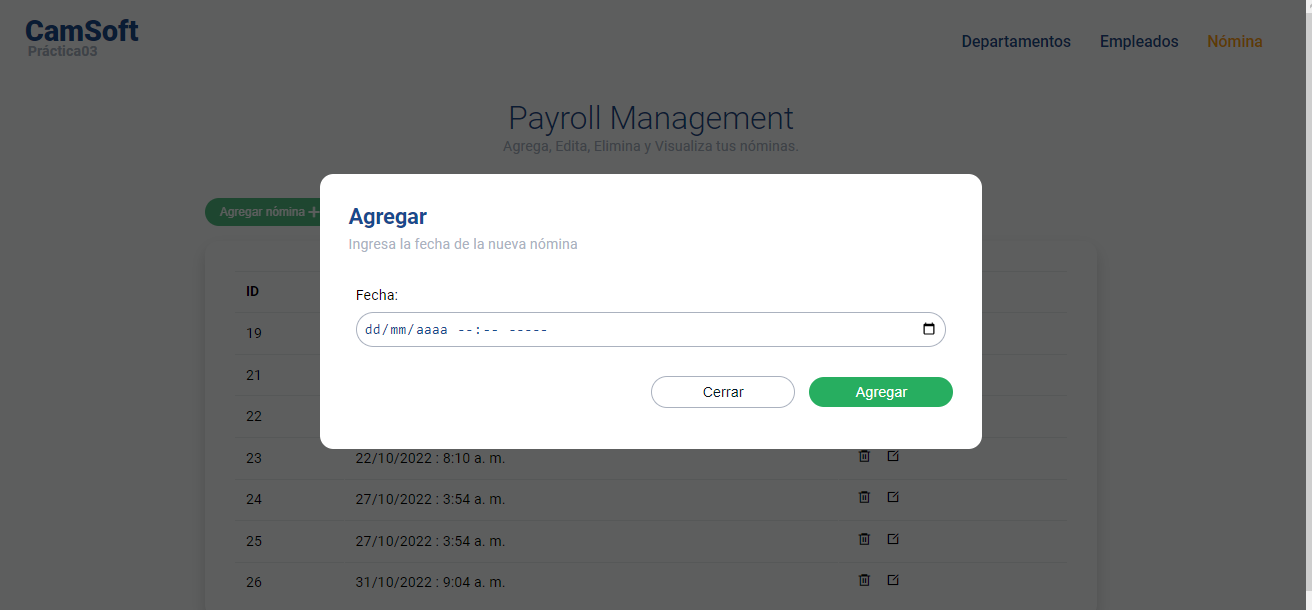 CamSoft
Práctica03
Departamentos Empleados Nómina
Payroll Management
Agrega, Edita, Elimina y Visualiza tus nóminas.
Agregar nómina
Agregar
Ingresa la fecha de la nueva nómina
Fecha:
dd/mm/aaaa --:-- -----
Cerrar Agregar
ID
19
21
22
23 22/10/2022 : 8:10 a. m.
24 27/10/2022 : 3:54 a. m.
25 27/10/2022 : 3:54 a. m.
26 31/10/2022 : 9:04 a. m.